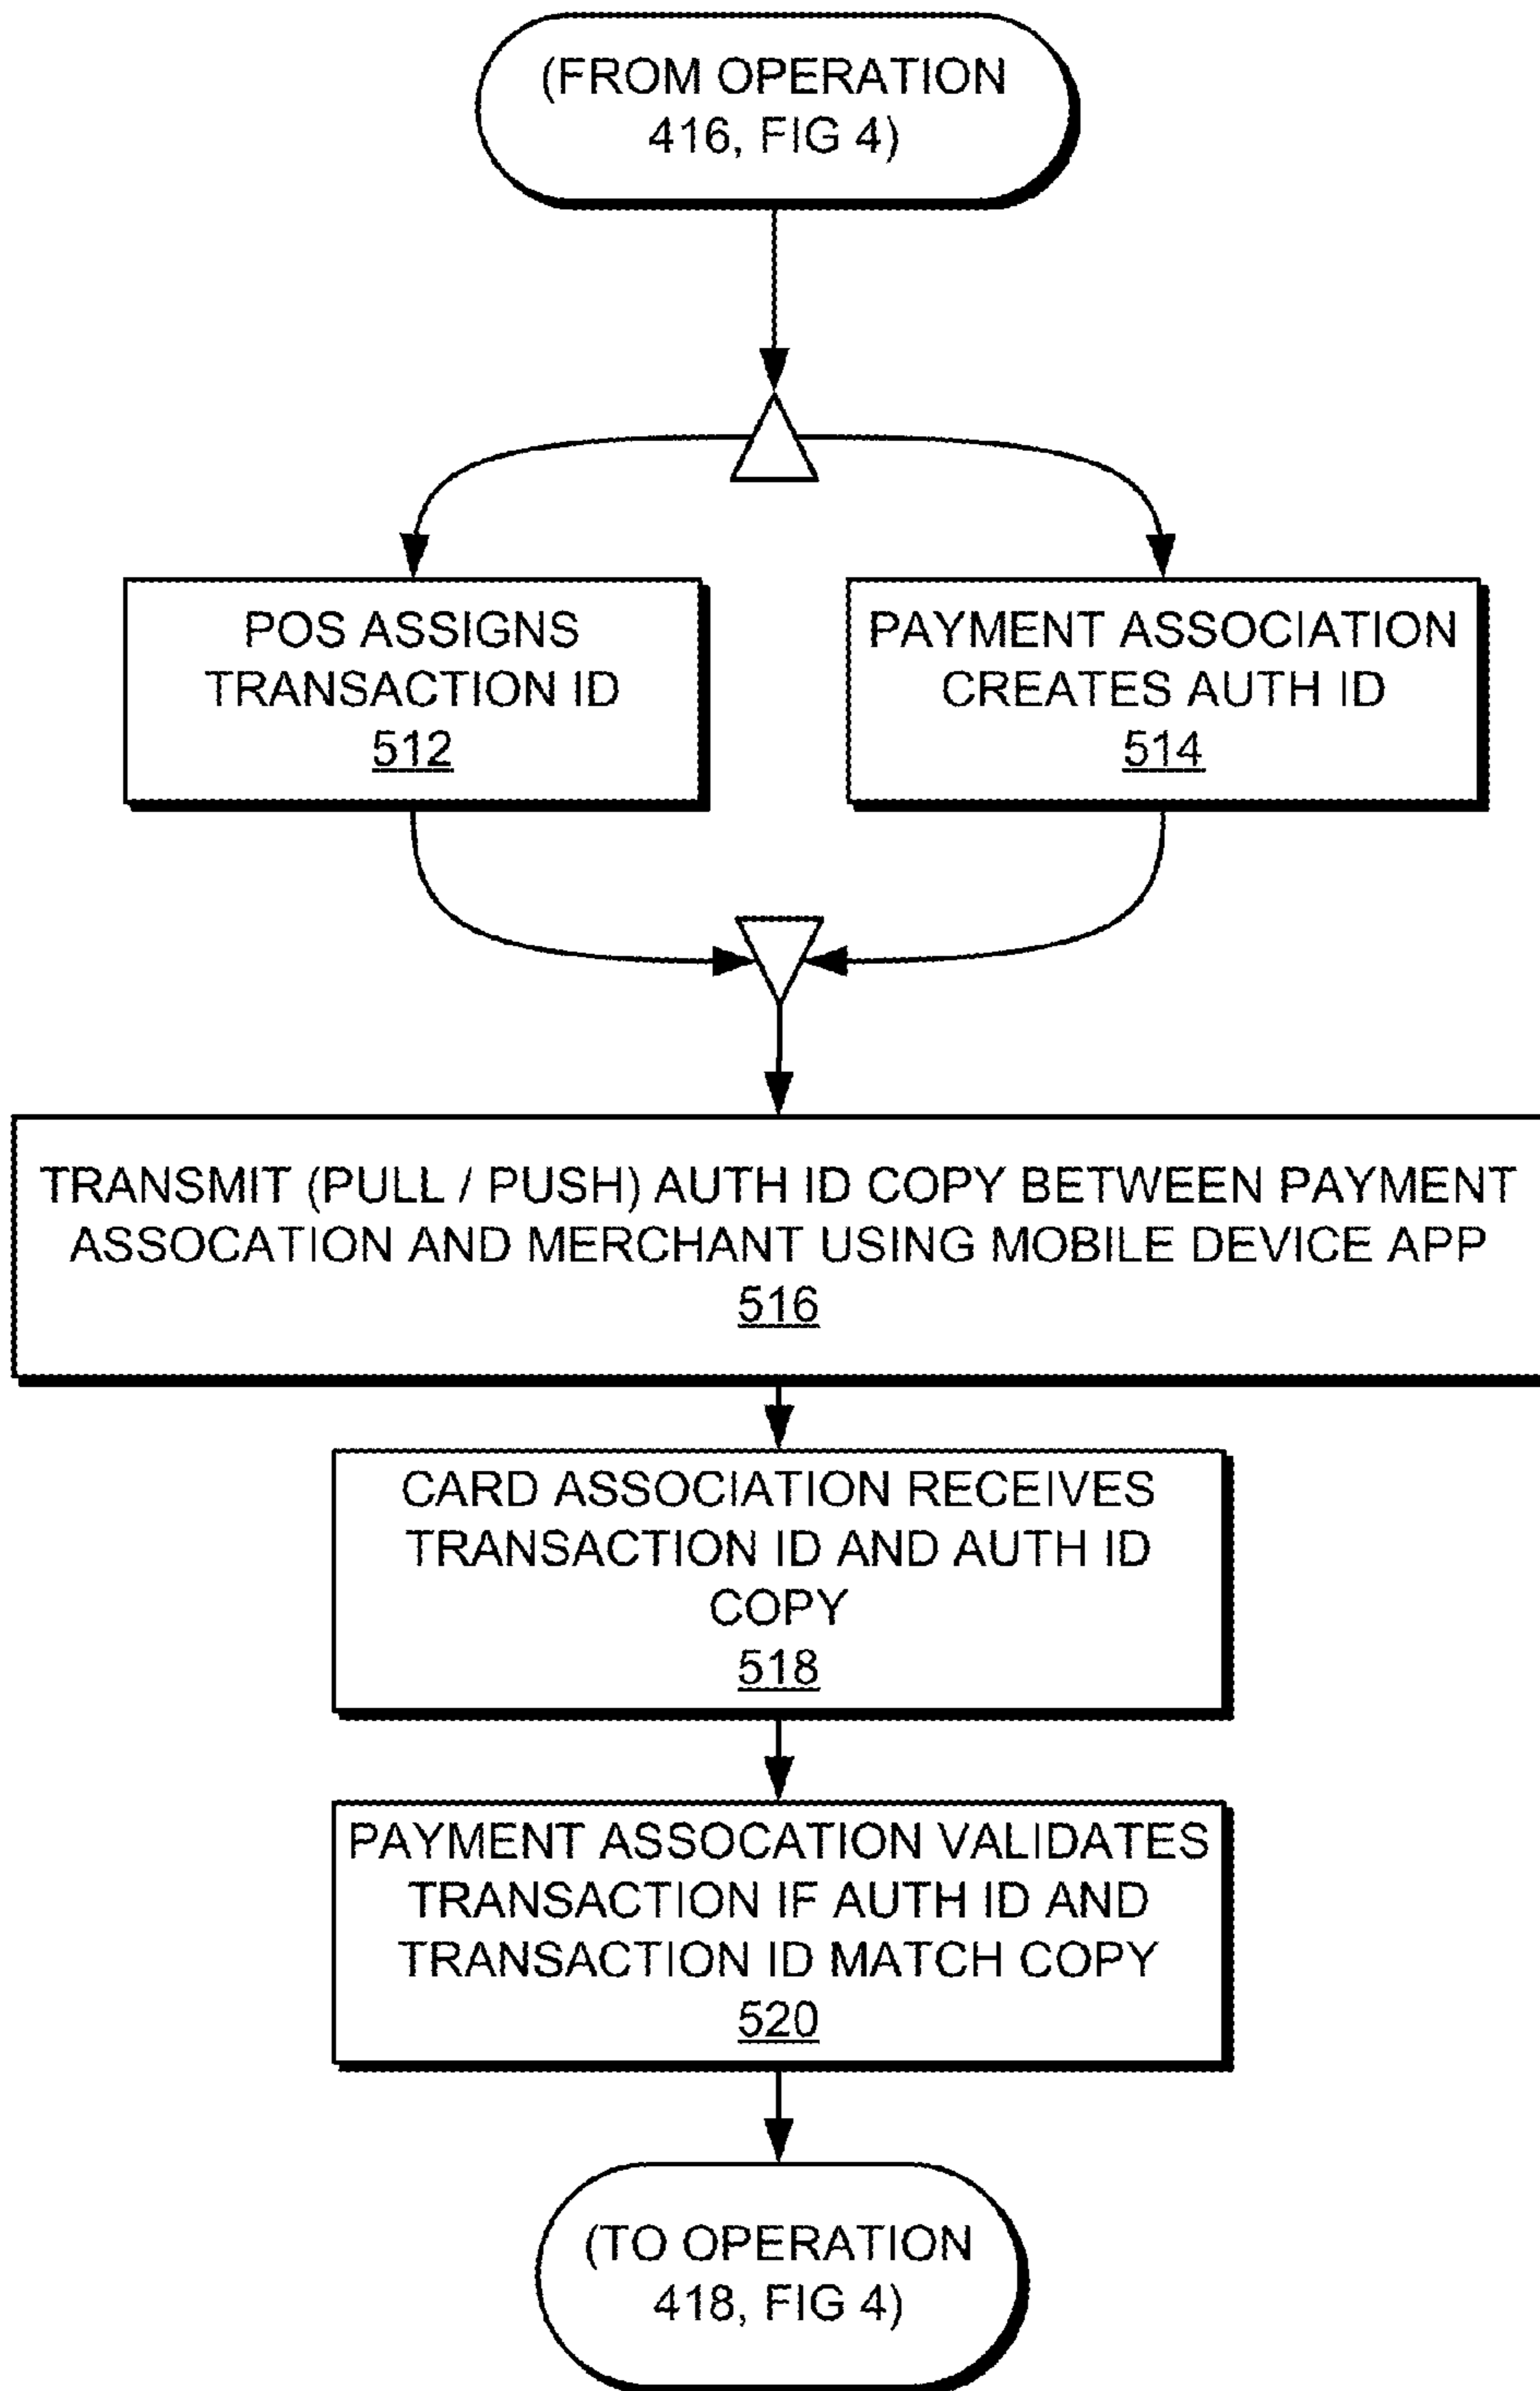 (FROM OPERATION
416, FIG 4)
POS ASSIGNS
TRANSACTION ID
512
PAYMENT ASSOCIATION
CREATES AUTH ID
514
TRANSMIT (PULL / PUSH) AUTH ID COPY BETWEEN PAYMENT
ASSOCATION AND MERCHANT USING MOBILE DEVICE APP
516
CARD ASSOCIATION RECEIVES
TRANSACTION ID AND AUTH ID
COPY
518
PAYMENT ASSOCATION VALIDATES
TRANSACTION IF AUTH ID AND
TRANSACTION ID MATCH COPY
520
(TO OPERATION
418, FIG 4)